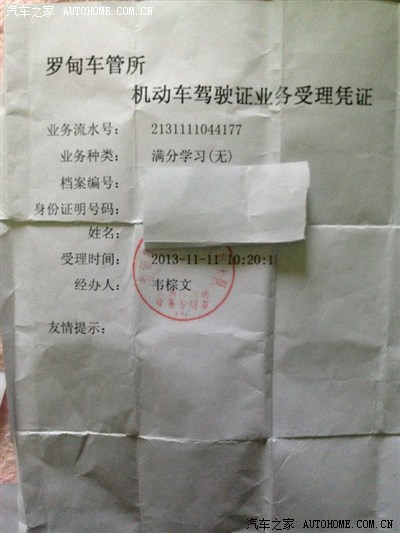 汽车之家 AUTOHOME.COM.CN
罗甸车管所
机动车驾驶证业务受理凭证
业务流水号: 2131111044177
业务种类: 满分学习(无)
档案编号:
身份证明号码:
姓名:
受理时间: 2013-11-11 10:20:1
经办人: 韦棕文
友情提示:
汽车之家 AUTOHOME.COM.CN